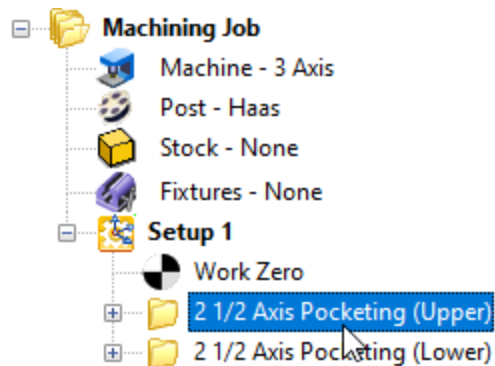 Machining Job
Machine - 3 Axis
Post - Haas
Stock - None
Fixtures - None
Setup 1
Work Zero
2 1/2 Axis Pocketing (Upper)
2 1/2 Axis Pocketing (Lower)